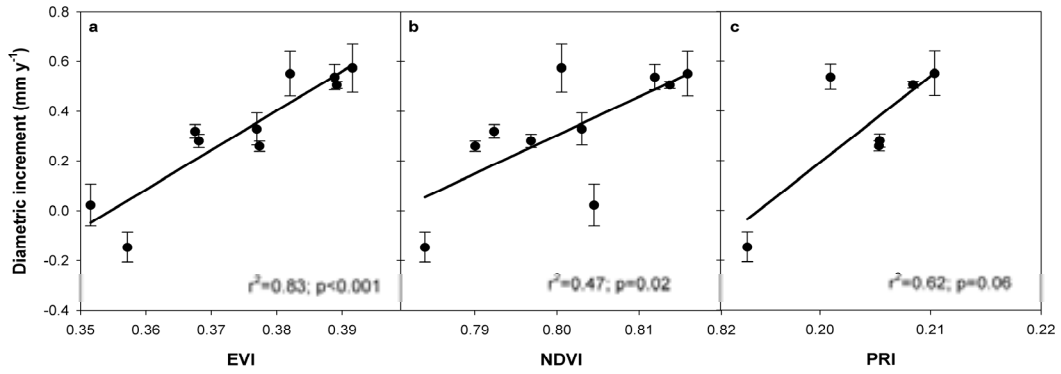 a
b
c
Diametric increment (mm y⁻¹)
0.8
0.6
0.4
0.2
0.0
-0.2
-0.4
r²=0.83; p<0.001
r²=0.47; p=0.02
r²=0.62; p=0.06
0.35 0.36 0.37 0.38 0.39
0.79 0.80 0.81 0.82
0.20 0.21 0.22
EVI
NDVI
PRI